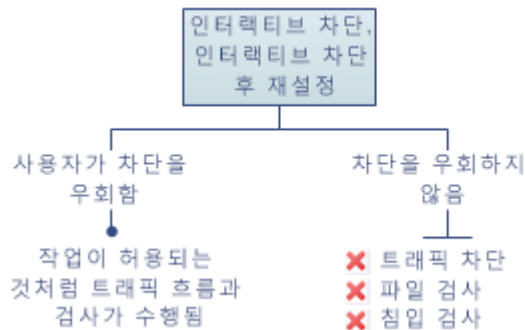 인터랙티브 차단,
인터랙티브 차단
후 재설정
사용자가 차단을
우회함
차단을 우회하지
않음
작업이 허용되는
것처럼 트래픽 흐름과
검사가 수행됨
트래픽 차단
파일 검사
침입 검사